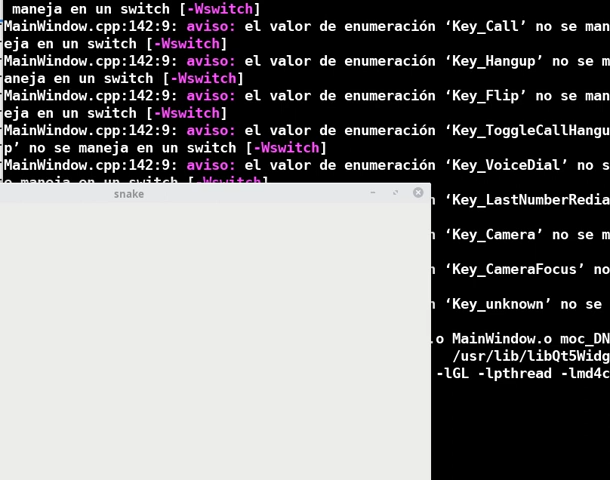 maneja en un switch [-Wswitch]
MainWindow.cpp:142:9: aviso: el valor de enumeración ‘Key_Call’ no se man
eja en un switch [-Wswitch]
MainWindow.cpp:142:9: aviso: el valor de enumeración ‘Key_Hangup’ no se m
aneja en un switch [-Wswitch]
MainWindow.cpp:142:9: aviso: el valor de enumeración ‘Key_Flip’ no se man
eja en un switch [-Wswitch]
MainWindow.cpp:142:9: aviso: el valor de enumeración ‘Key_ToggleCallHangu
p’ no se maneja en un switch [-Wswitch]
MainWindow.cpp:142:9: aviso: el valor de enumeración ‘Key_VoiceDial’ no s
e maneja en un switch [-Wswitch]
snake
n ‘Key_LastNumberRedia
n ‘Key_Camera’ no se m
n ‘Key_CameraFocus’ no
n ‘Key_unknown’ no se
.o MainWindow.o moc_DN
/usr/lib/libQt5Widg
-lGL -lpthread -lmd4c